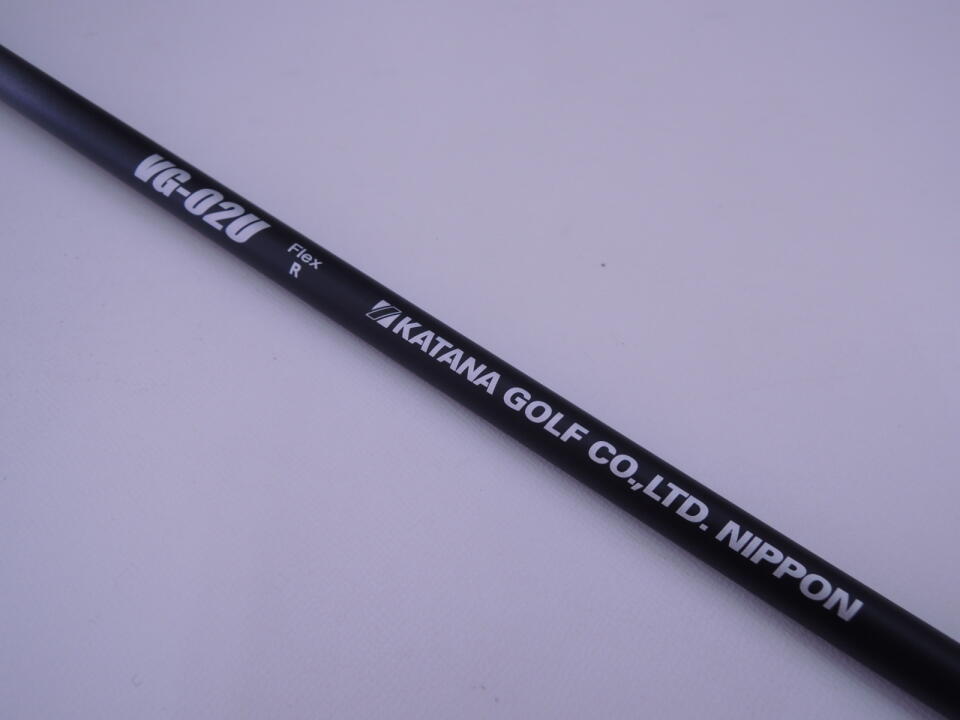 VG-02U
Flex
R
KATANA GOLF CO.,LTD. NIPPON